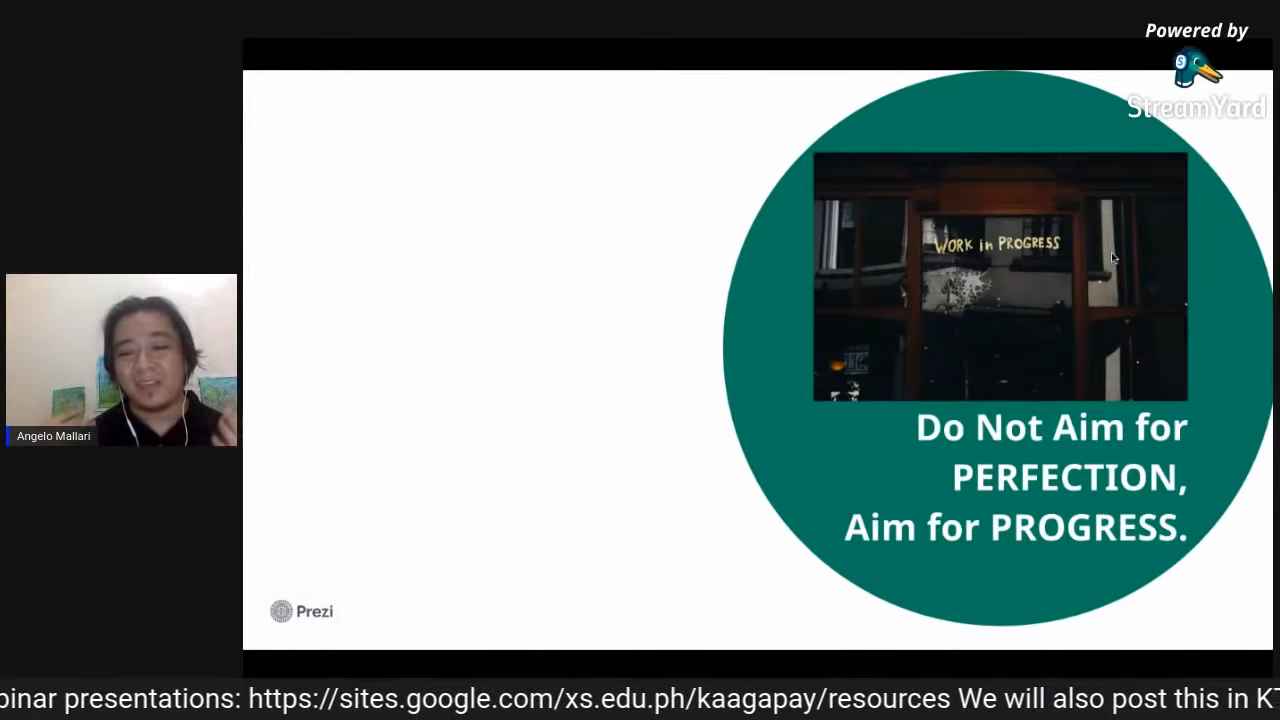 Powered by
StreamYard
WORK in PROGRESS
Do Not Aim for
PERFECTION,
Aim for PROGRESS.
Angelo Mallari
Prezi
binar presentations: https://sites.google.com/xs.edu.ph/kaagapay/resources We will also post this in K